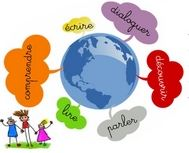 écrire
dialoguer
comprendre
découvrir
lire
parler